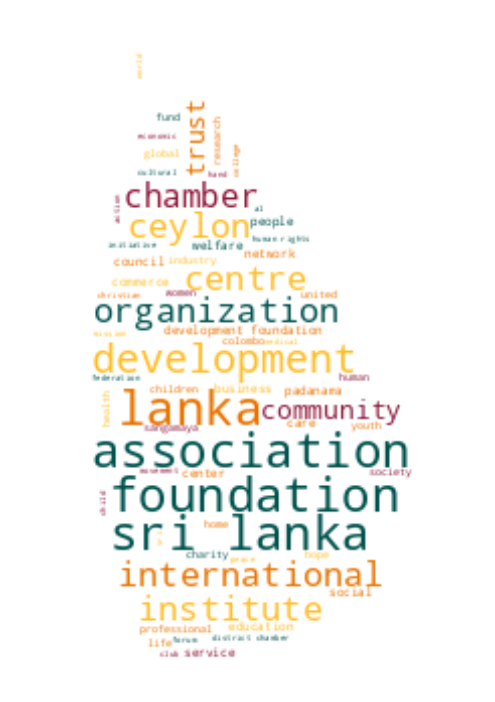 world
fund
trust
economic
research
global
college
cultural
hand
chamber
action
al
ceylon
people
human rights
initiative
welfare
network
council
industry
centre
commerce
women
christian
united
organization
mission
development foundation
colombo
medical
development
federation
human
children
business
padanama
health
lanka
community
care
youth
sangamaya
association
movement
center
society
foundation
child
home
sri lanka
charity
peace
hope
international
social
institute
professional
education
life
forum
district chamber
club
service